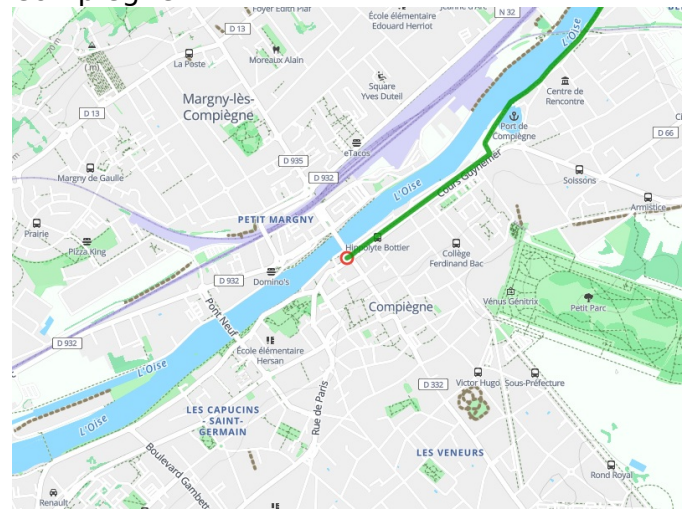 Foyer Edith Piaf
N 32
École élémentaire
Edouard Herriot
L'Oise
D 13
La Poste
Moreaux Alain
Square
Yves Duteil
Centre de
Rencontre
Margny-lès-
Compiègne
D 13
Port de
Compiègne
D 66
eTacos
D 935
Margny de Gaulle
D 932
Cours Guynemer
Soissons
L'Oise
Armistice
PETIT MARGNY
Prairie
Pizza King
Hippolyte Bottier
Collège
Ferdinand Bac
D 932
Domino's
Vénus Génitrix
Petit Parc
Pont Neuf
Compiègne
D 932
École élémentaire
Hersan
L'Oise
D 332
Victor Hugo
Sous-Préfecture
Rue de Paris
LES CAPUCINS
- SAINT-
GERMAIN
L'Oise
LES VENEURS
Boulevard Gambett
Rond Royal
Renault